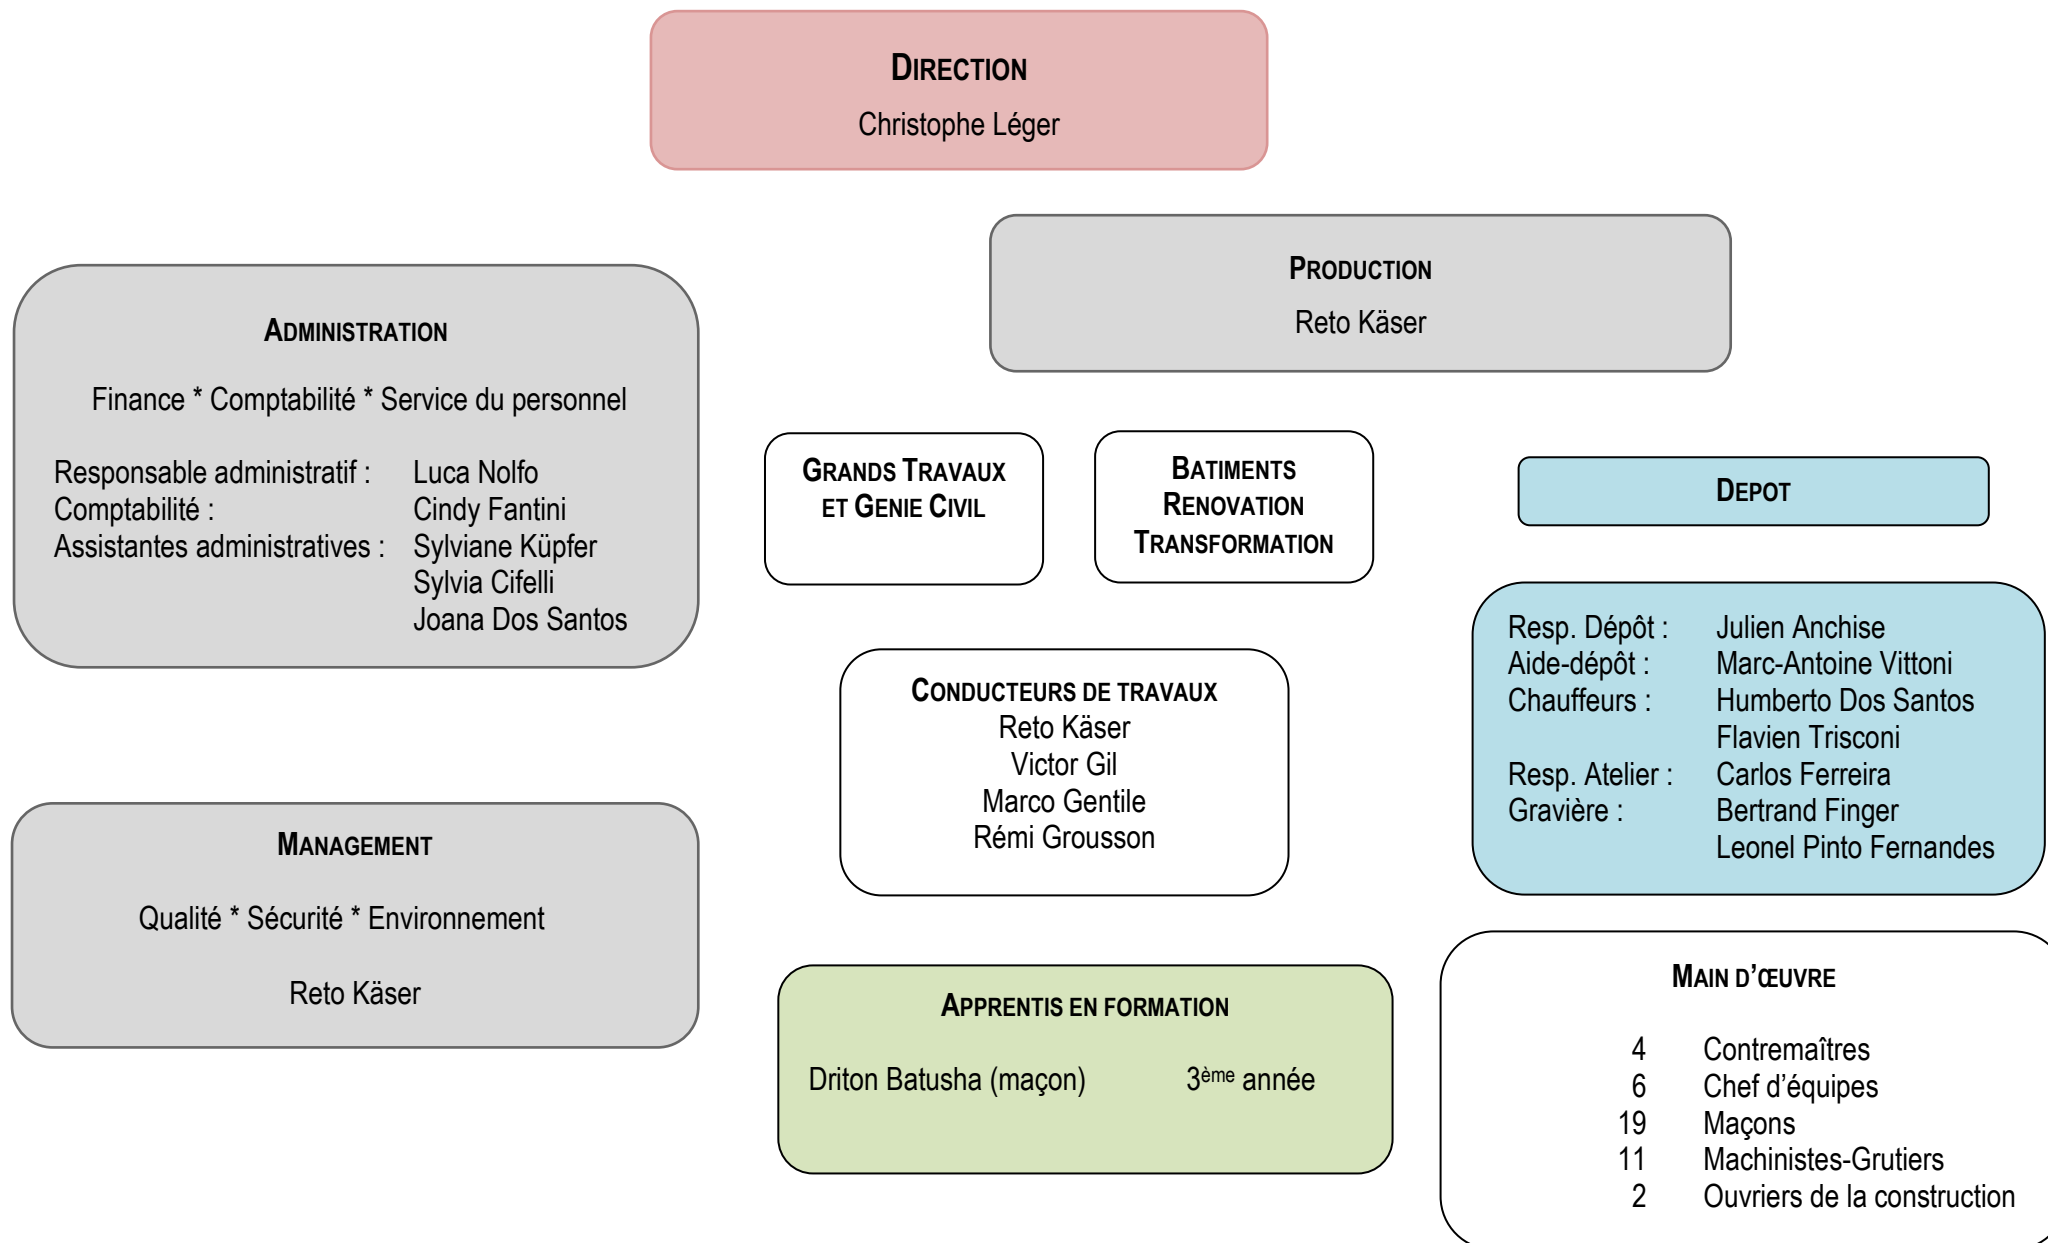 DIRECTION
Christophe Léger
PRODUCTION
Reto Käser
ADMINISTRATION
Finance * Comptabilité * Service du personnel
Responsable administratif : Luca Nolfo
Comptabilité : Cindy Fantini
Assistantes administratives : Sylviane Küpfer
Sylvia Cifelli
Joana Dos Santos
GRANDS TRAVAUX
ET GENIE CIVIL
BATIMENTS
RENOVATION
TRANSFORMATION
DEPOT
Resp. Dépôt : Julien Anchise
Aide-dépôt : Marc-Antoine Vittoni
Chauffeurs : Humberto Dos Santos
Flavien Trisconi
Resp. Atelier : Carlos Ferreira
Gravière : Bertrand Finger
Leonel Pinto Fernandes
CONDUCTEURS DE TRAVAUX
Reto Käser
Victor Gil
Marco Gentile
Rémi Grousson
MANAGEMENT
Qualité * Sécurité * Environnement
Reto Käser
APPRENTIS EN FORMATION
Driton Batusha (maçon) 3ème année
MAIN D’ŒUVRE
4 Contremaîtres
6 Chef d’équipes
19 Maçons
11 Machinistes-Grutiers
2 Ouvriers de la construction